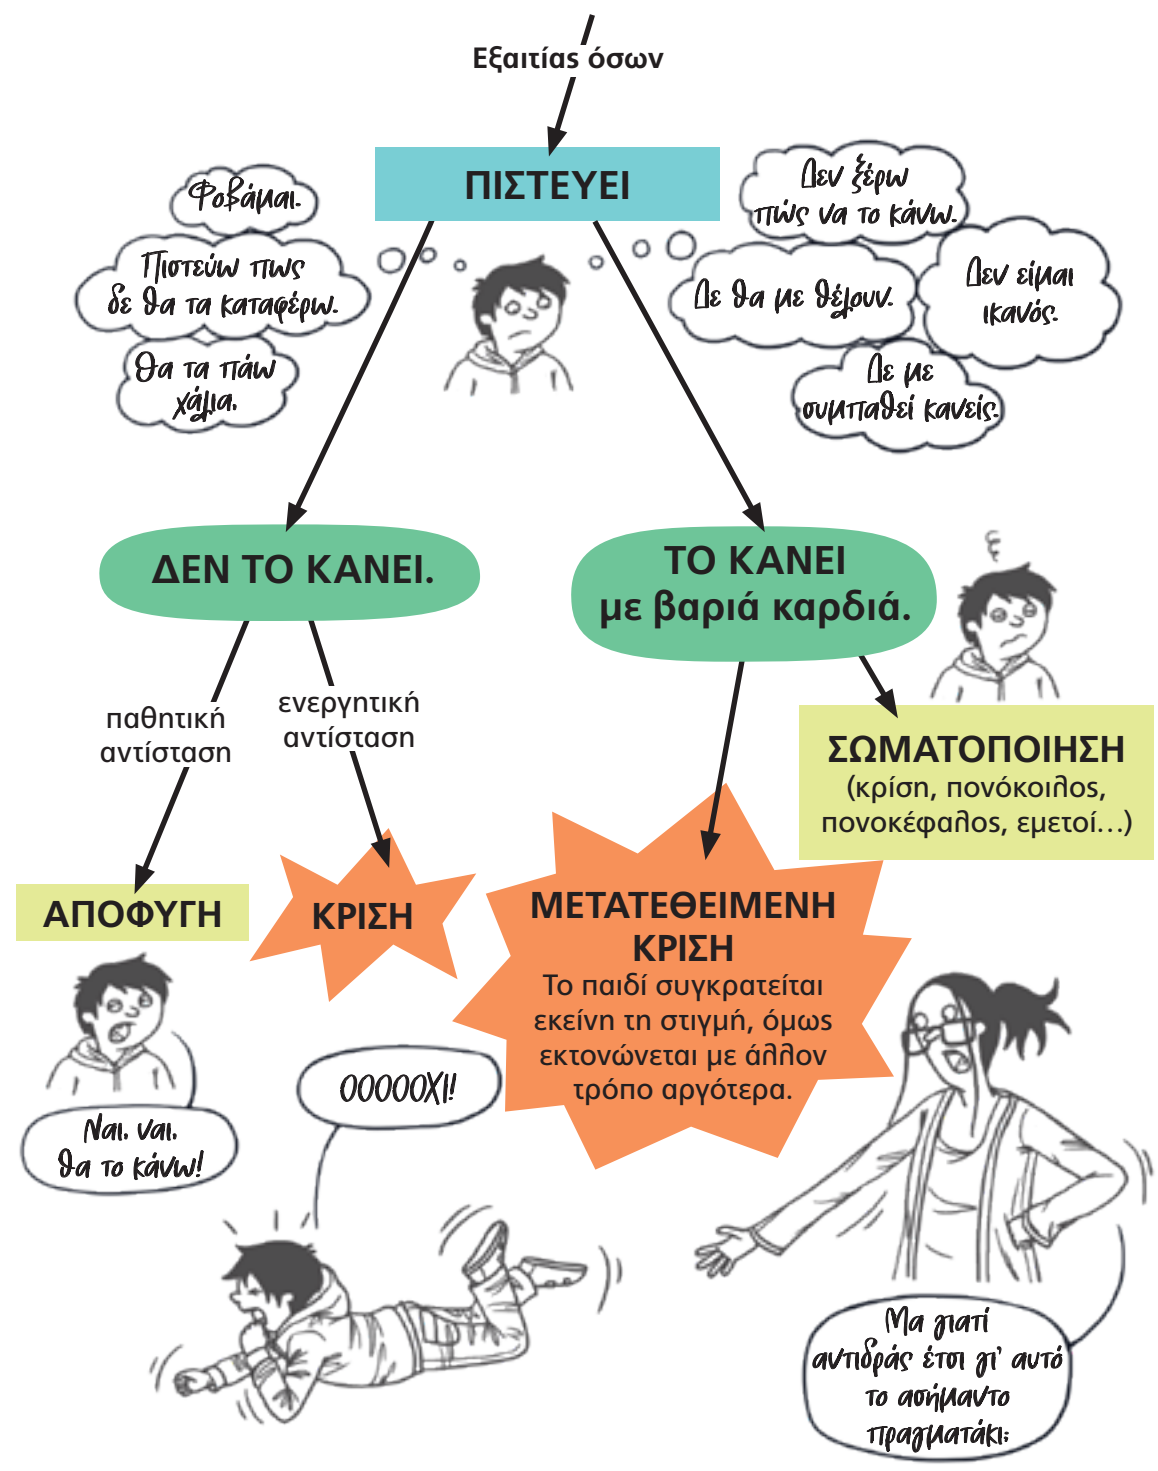 Εξαιτίας όσων
ΠΙΣΤΕΥΕΙ
Φοβάμαι.
Πιστεύω πως
δε θα τα καταφέρω.
Θα τα πάω
χάλια.
Δεν ξέρω
πώς να το κάνω.
Δε θα με θέλουν.
Δεν είμαι
ικανός.
Δε με
συμπαθεί κανείς.
ΔΕΝ ΤΟ ΚΑΝΕΙ.
ΤΟ ΚΑΝΕΙ
με βαριά καρδιά.
παθητική
αντίσταση
ενεργητική
αντίσταση
ΣΩΜΑΤΟΠΟΙΗΣΗ
(κρίση, πονόκοιλος,
πονοκέφαλος, εμετοί…)
ΑΠΟΦΥΓΗ
ΚΡΙΣΗ
ΜΕΤΑΤΕΘΕΙΜΕΝΗ
ΚΡΙΣΗ
Το παιδί συγκρατείται
εκείνη τη στιγμή, όμως
εκτονώνεται με άλλον
τρόπο αργότερα.
Ναι, ναι,
θα το κάνω!
ΟΟΟΟΟΧΙ!
Μα γιατί
αντιδράς έτσι γι' αυτό
το ασήμαντο
πραγματάκι;